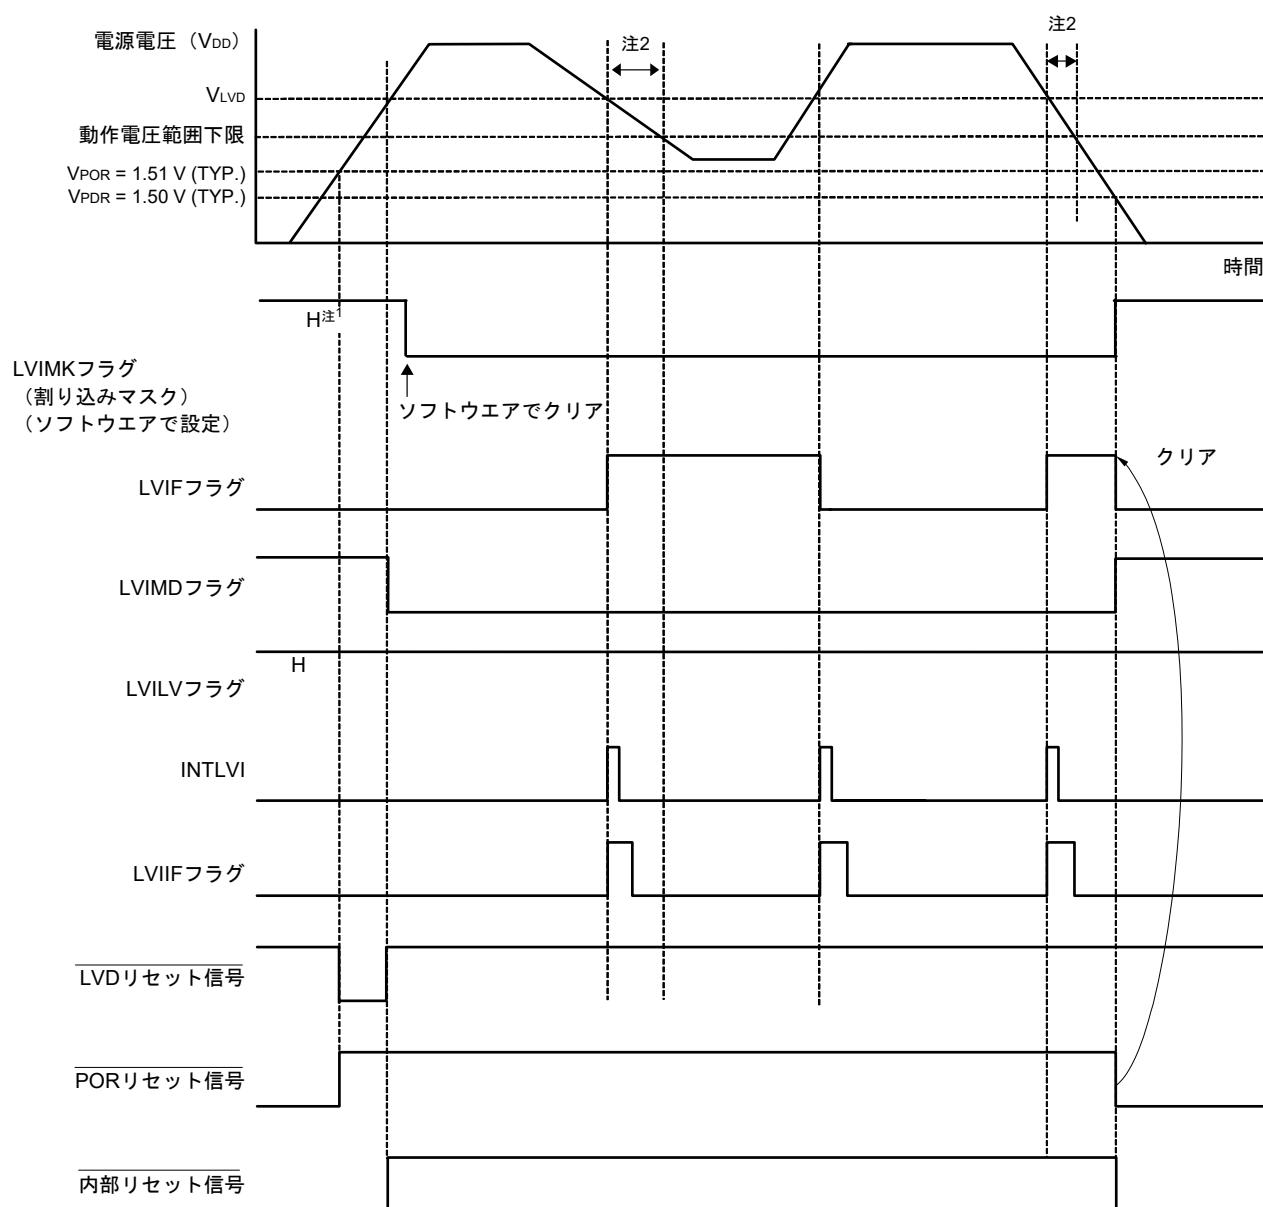 注2
注2
電源電圧（VDD）
VLVD
動作電圧範囲下限
VPOR = 1.51 V (TYP.)
VPDR = 1.50 V (TYP.)
時間
H注1
LVIMKフラグ
（割り込みマスク）
（ソフトウエアで設定）
ソフトウエアでクリア
クリア
LVIFフラグ
LVIMDフラグ
H
LVILVフラグ
INTLVI
LVIIFフラグ
LVDリセット信号
PORリセット信号
内部リセット信号